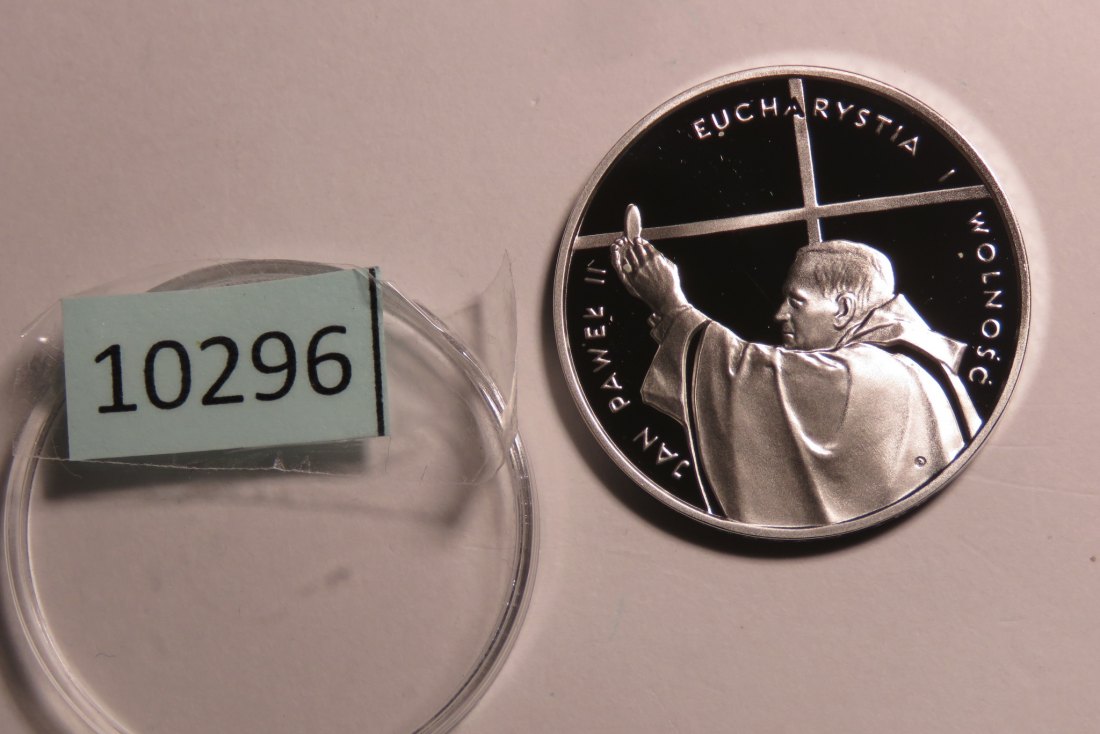 10296
JAN PAWEŁ II
EUCHARYSTIA I WOLNOŚĆ